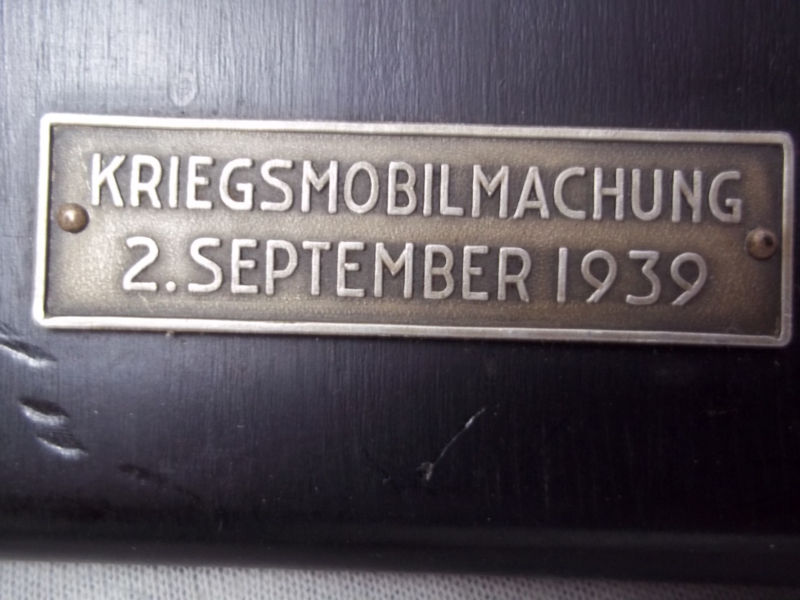 KRIEGSMOBILMACHUNG
2. SEPTEMBER 1939